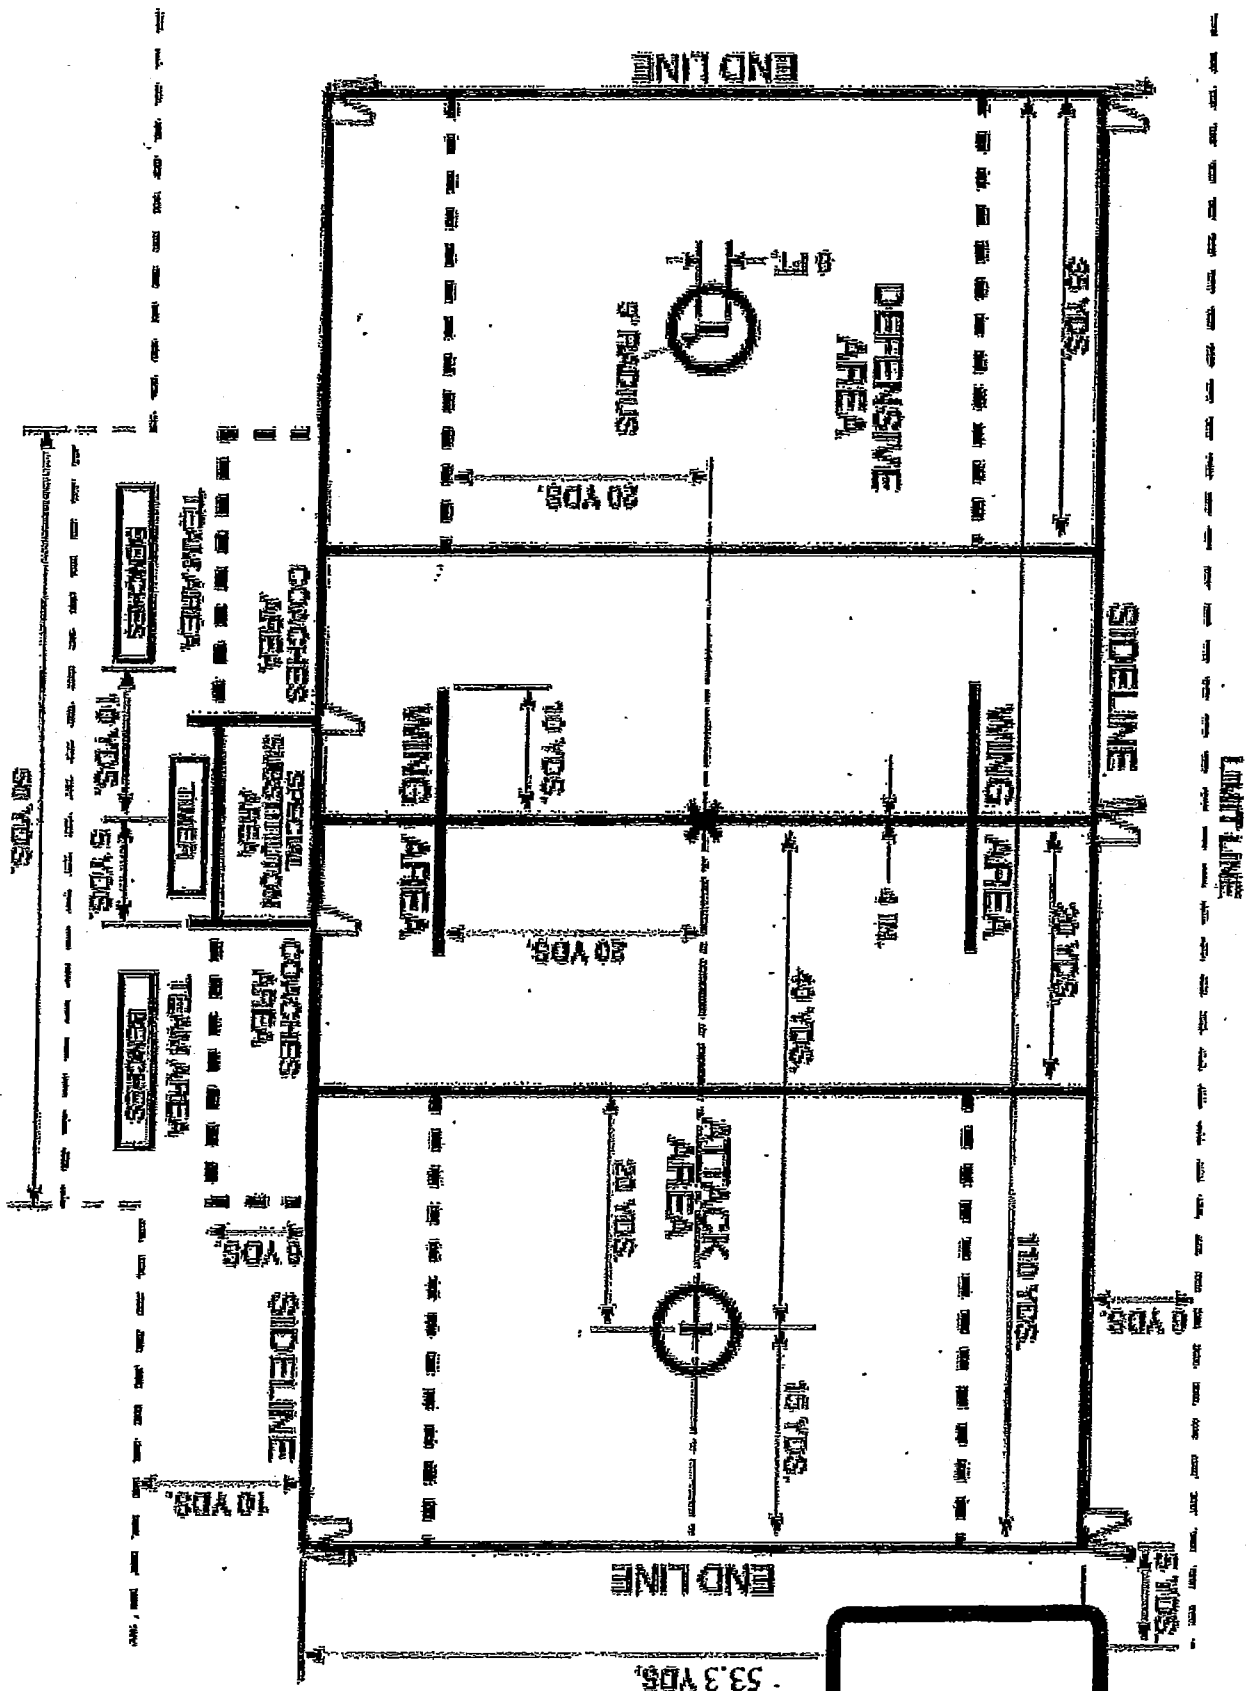 END LINE
6 FT.
35 YDS.
DEFENSIVE
AREA
9' RADIUS
20 YDS.
TEAM AREA
BENCHES
COACHES
AREA
SIDELINE
LIMIT LINE
10 YDS.
WING
AREA
10 YDS.
WING
AREA
4 IN.
20 YDS.
SPECIAL
SUBSTITUTION
AREA
TIMER
5 YDS.
50 YDS.
20 YDS.
40 YDS.
COACHES
AREA
TEAM AREA
BENCHES
ATTACK
AREA
20 YDS.
110 YDS.
6 YDS.
6 YDS.
SIDELINE
15 YDS.
10 YDS.
END LINE
53.3 YDS.